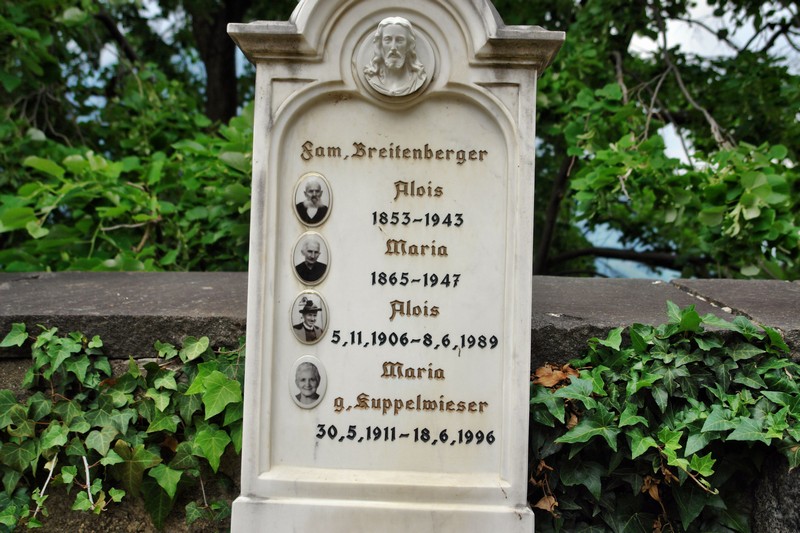 Fam. Breitenberger
Alois
1853-1943
Maria
1865-1947
Alois
5.11.1906-8.6.1989
Maria
g. Kuppelwieser
30.5.1911-18.6.1996